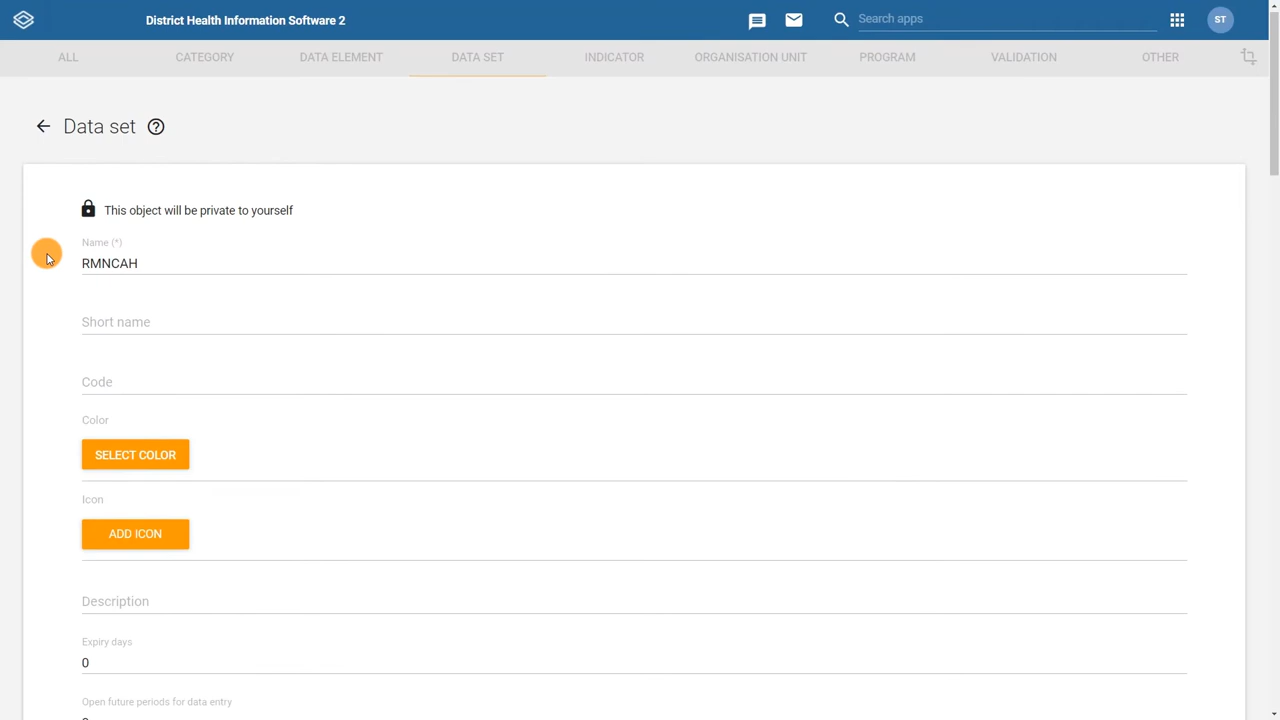 District Health Information Software 2
Search apps
ST
ALL CATEGORY DATA ELEMENT DATA SET INDICATOR ORGANISATION UNIT PROGRAM VALIDATION OTHER
Data set
This object will be private to yourself
Name (*)
RMNCAH
Short name
Code
Color
SELECT COLOR
Icon
ADD ICON
Description
Expiry days
0
Open future periods for data entry